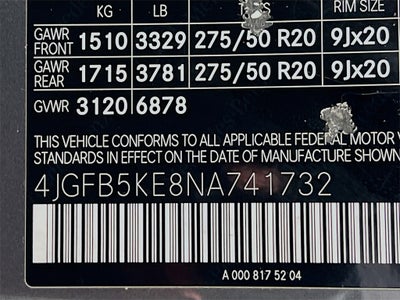 KG LB RIM SIZE
GAWR FRONT 1510 3329 275/50 R20 9Jx20
GAWR REAR 1715 3781 275/50 R20 9Jx20
GVWR 3120 6878
THIS VEHICLE CONFORMS TO ALL APPLICABLE FEDERAL MOTOR
STANDARDS IN EFFECT ON THE DATE OF MANUFACTURE SHOWN
4JGFB5KE8NA741732
A 000 817 52 04